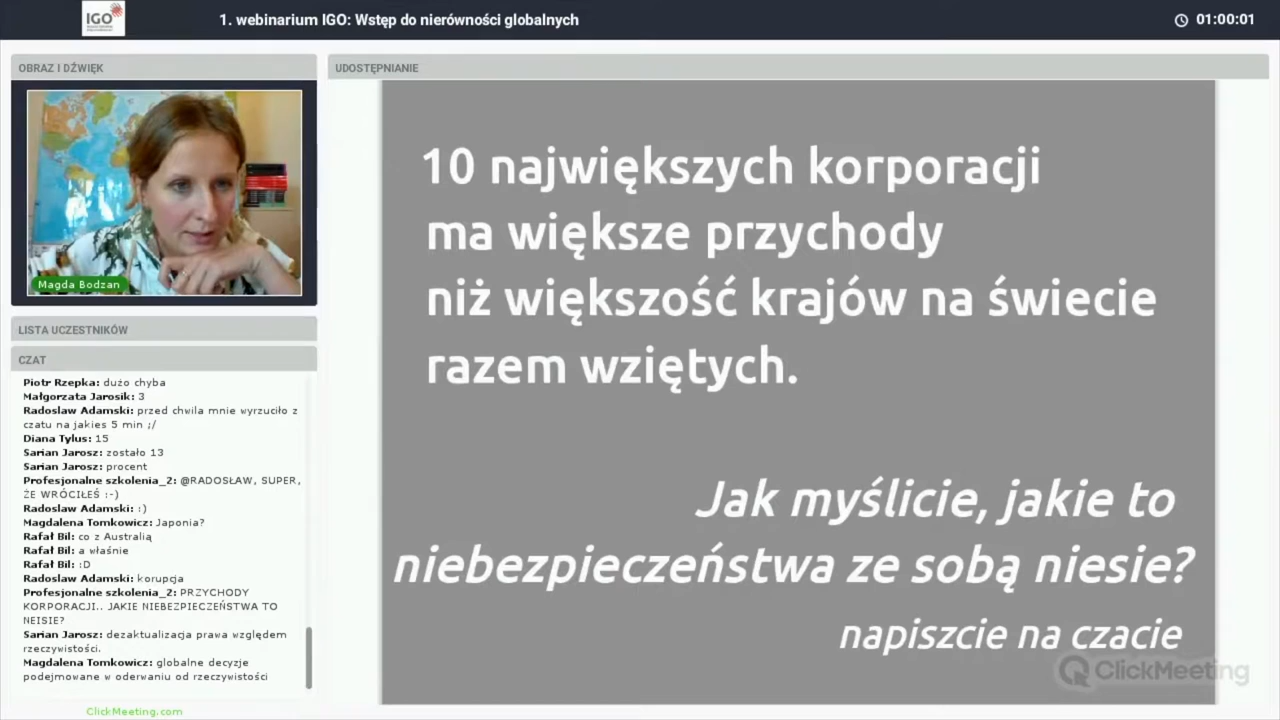 IGO
1. webinarium IGO: Wstęp do nierówności globalnych
01:00:01
OBRAZ I DŹWIĘK
Magda Bodzan
LISTA UCZESTNIKÓW
CZAT
Piotr Rzepka: dużo chyba
Małgorzata Jarosik: 3
Radoslaw Adamski: przed chwila mnie wyrzuciło z
czatu na jakies 5 min ;/
Diana Tylus: 15
Sarian Jarosz: zostało 13
Sarian Jarosz: procent
Profesjonalne szkolenia_2: @RADOSŁAW, SUPER,
ŻE WRÓCIŁEŚ :-)
Radoslaw Adamski: :)
Magdalena Tomkowicz: Japonia?
Rafał Bil: co z Australią
Rafał Bil: a właśnie
Rafał Bil: :D
Radoslaw Adamski: korupcja
Profesjonalne szkolenia_2: PRZYCHODY
KORPORACJI.. JAKIE NIEBEZPIECZEŃSTWA TO
NEISIE?
Sarian Jarosz: dezaktualizacja prawa względem
rzeczywistości.
Magdalena Tomkowicz: globalne decyzje
podejmowane w oderwaniu od rzeczywistości
ClickMeeting.com
UDOSTĘPNIANIE
10 największych korporacji
ma większe przychody
niż większość krajów na świecie
razem wziętych.
Jak myślicie, jakie to
niebezpieczeństwa ze sobą niesie?
napiszcie na czacie
ClickMeeting